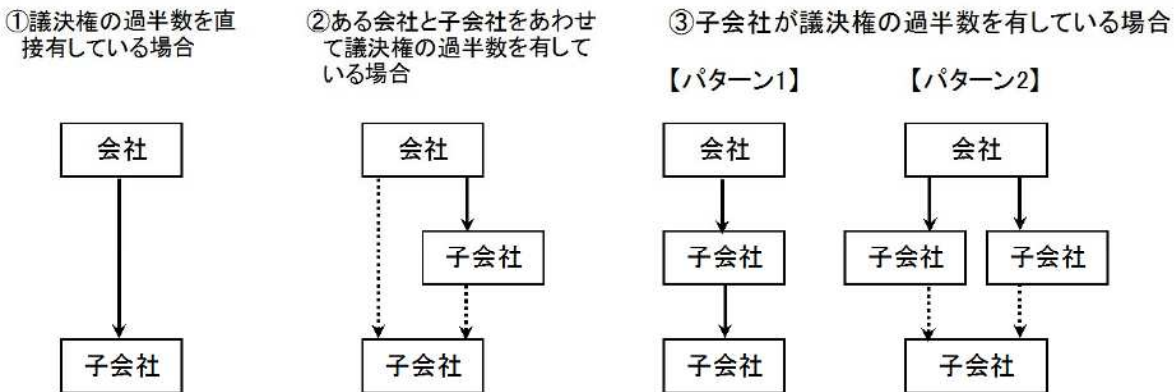 ①議決権の過半数を直
接有している場合
②ある会社と子会社をあわせ
て議決権の過半数を有して
いる場合
③子会社が議決権の過半数を有している場合
【パターン1】
【パターン2】
会社
子会社
会社
子会社
子会社
会社
子会社
子会社
会社
子会社
子会社
子会社